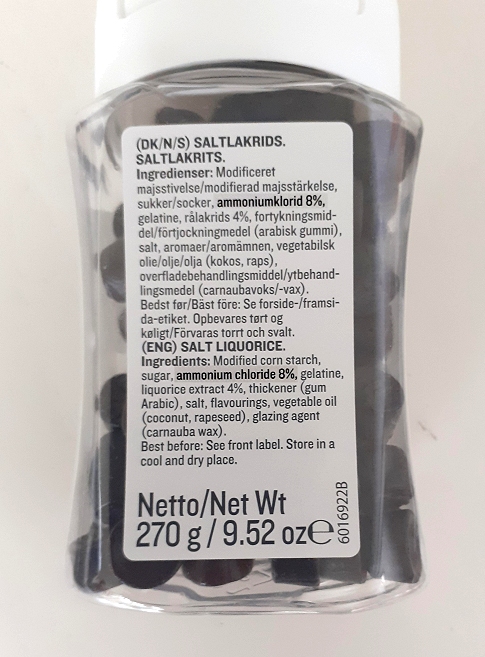 (DK/N/S) SALTLAKRIDS.
SALTLAKRITS.
Ingredienser: Modificeret
majsstivelse/modifierad majsstärkelse,
sukker/socker, ammoniumklorid 8%,
gelatine, rålakrids 4%, fortykningsmid-
del/förtjockningmedel (arabisk gummi),
salt, aromaer/aromämnen, vegetabilsk
olie/olje/olja (kokos, raps),
overfladebehandlingsmiddel/ytbehand-
lingsmedel (carnaubavoks/-vax).
Bedst før/Bäst före: Se forside-/framsi-
da-etiket. Opbevares tørt og
køligt/Förvaras torrt och svalt.
(ENG) SALT LIQUORICE.
Ingredients: Modified corn starch,
sugar, ammonium chloride 8%, gelatine,
liquorice extract 4%, thickener (gum
Arabic), salt, flavourings, vegetable oil
(coconut, rapeseed), glazing agent
(carnauba wax).
Best before: See front label. Store in a
cool and dry place.
Netto/Net Wt
270 g / 9.52 oz℮
6016922B